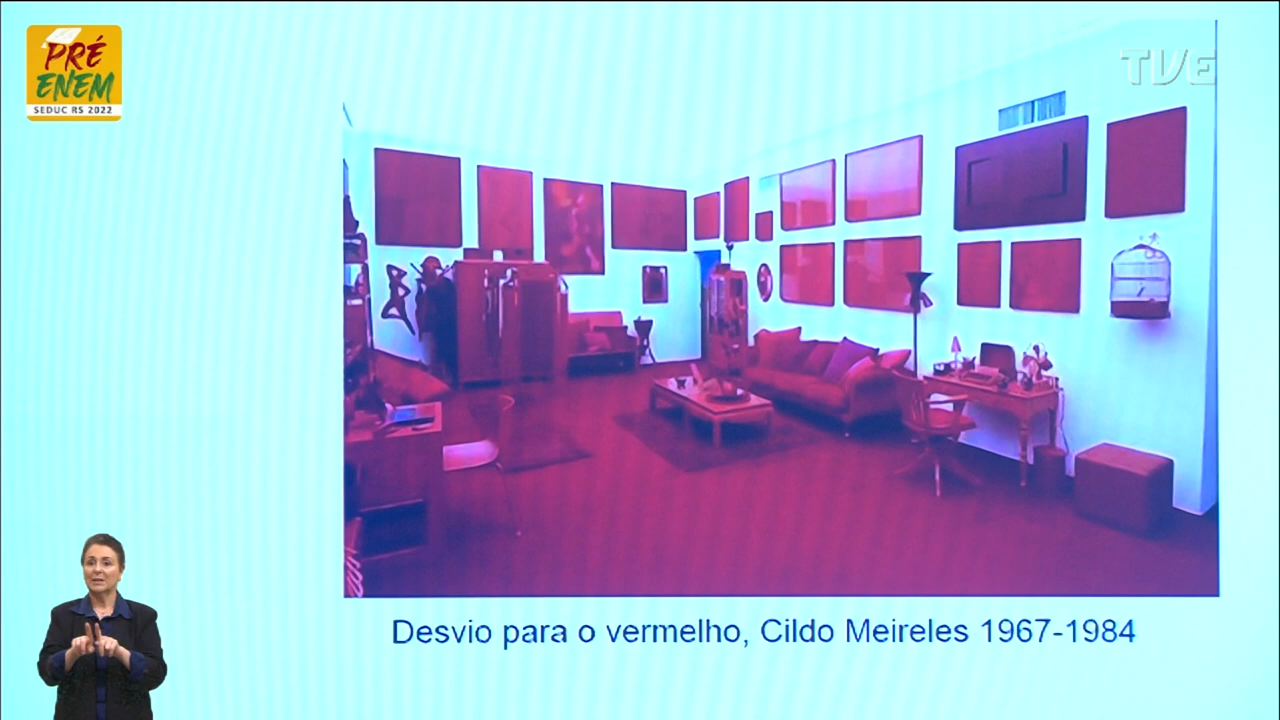 PRÉ
ENEM
SEDUC RS 2022
TVE
Desvio para o vermelho, Cildo Meireles 1967-1984